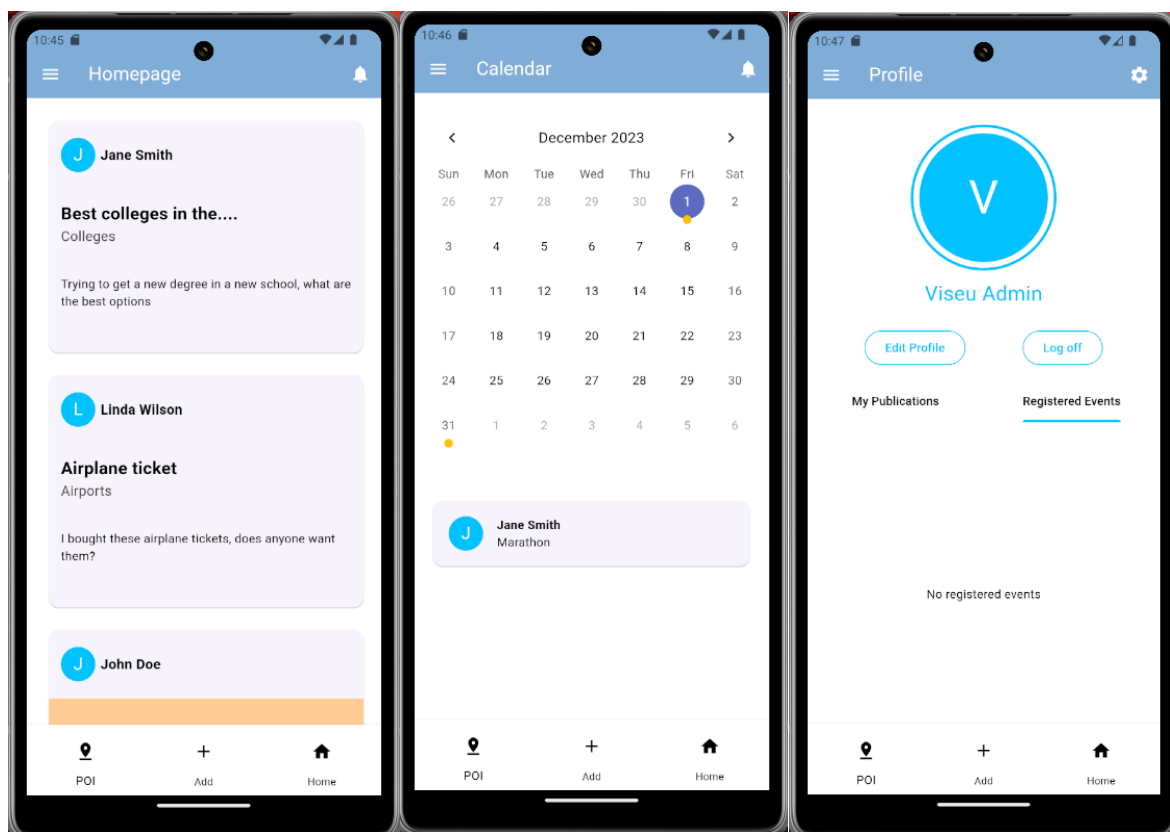 10:45
Homepage
J Jane Smith
Best colleges in the....
Colleges
Trying to get a new degree in a new school, what are
the best options
L Linda Wilson
Airplane ticket
Airports
I bought these airplane tickets, does anyone want
them?
J John Doe
POI Add Home
10:46
Calendar
December 2023
Sun Mon Tue Wed Thu Fri Sat
26 27 28 29 30 1 2
3 4 5 6 7 8 9
10 11 12 13 14 15 16
17 18 19 20 21 22 23
24 25 26 27 28 29 30
31 1 2 3 4 5 6
J
Jane Smith
Marathon
POI Add Home
10:47
Profile
V
Viseu Admin
Edit Profile Log off
My Publications Registered Events
No registered events
POI Add Home